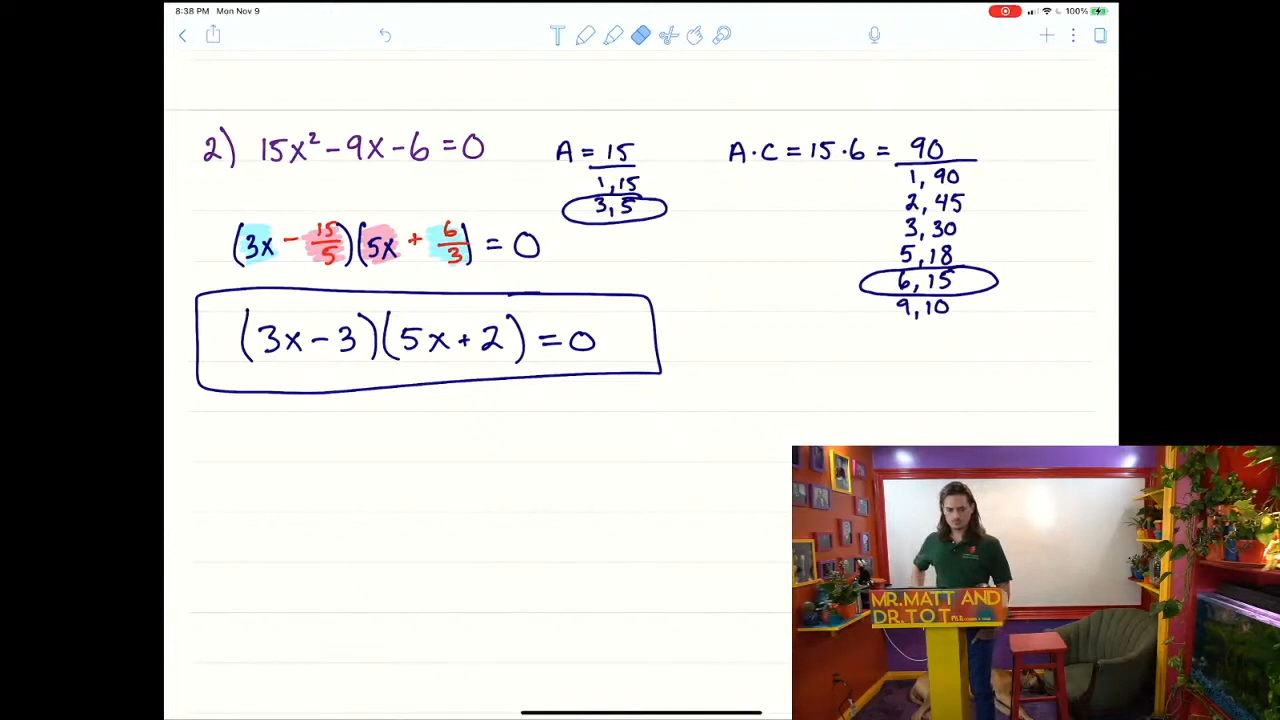 8:38 PM Mon Nov 9
100%
2) 15x² - 9x - 6 = 0
A = 15
1, 15
3, 5
A · C = 15 · 6 = 90
1, 90
2, 45
3, 30
5, 18
6, 15
9, 10
(3x - 15/5)(5x + 6/3) = 0
(3x - 3)(5x + 2) = 0
MR.MATT AND
DR.TOT